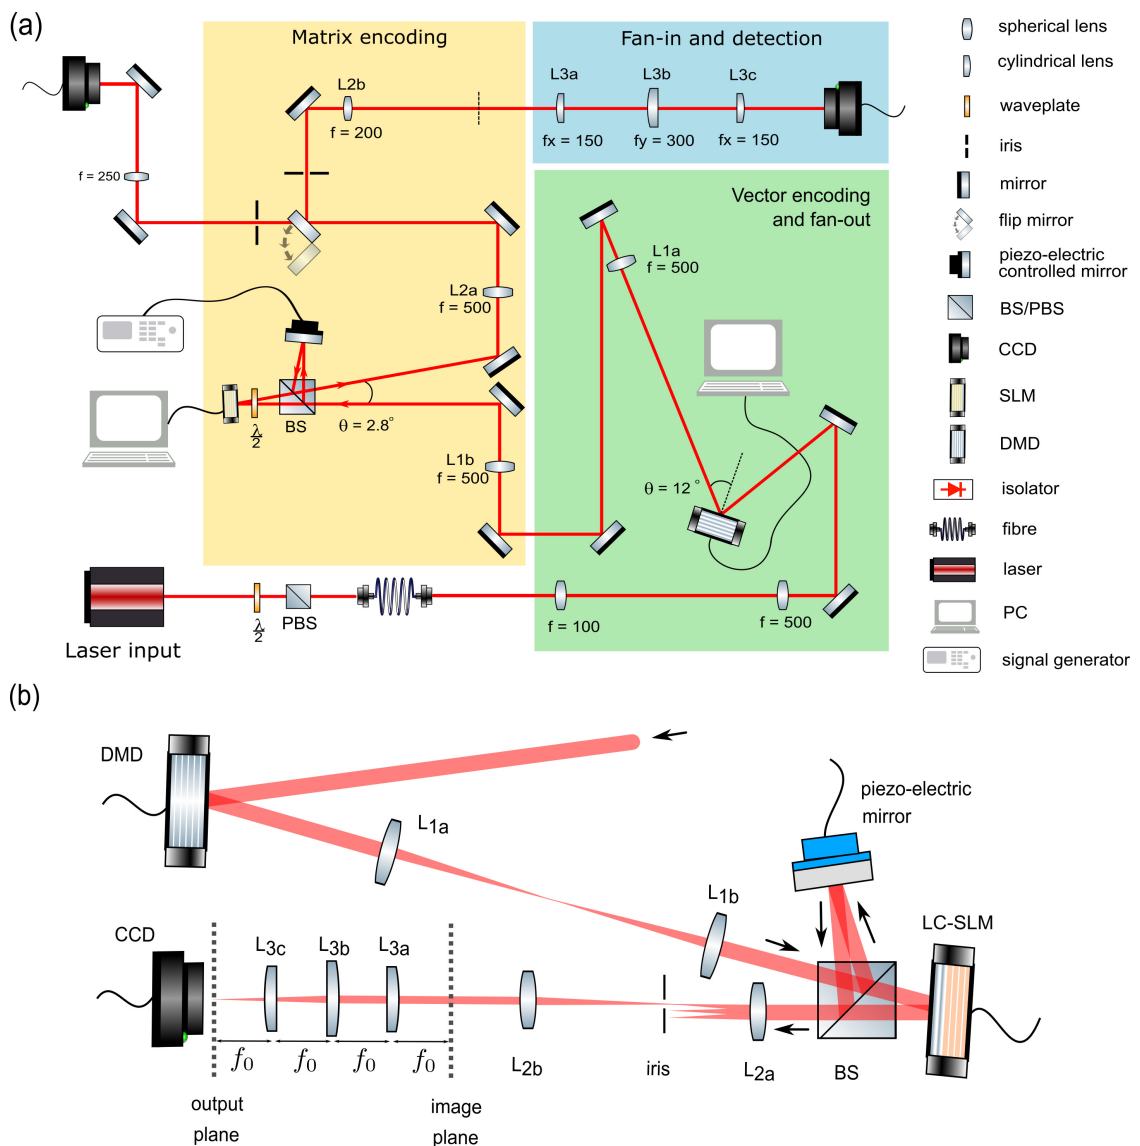 (a)
Matrix encoding
Fan-in and detection
L2b
f = 200
L3a
L3b
L3c
fx = 150
fy = 300
fx = 150
f = 250
Vector encoding
and fan-out
L1a
f = 500
L2a
f = 500
BS
λ
2
θ = 2.8°
L1b
f = 500
θ = 12°
λ
2
PBS
f = 100
f = 500
Laser input
spherical lens
cylindrical lens
waveplate
iris
mirror
flip mirror
piezo-electric
controlled mirror
BS/PBS
CCD
SLM
DMD
isolator
fibre
laser
PC
signal generator
(b)
DMD
L1a
piezo-electric
mirror
L1b
LC-SLM
CCD
L3c
L3b
L3a
f0
f0
f0
f0
L2b
iris
L2a
BS
output
plane
image
plane